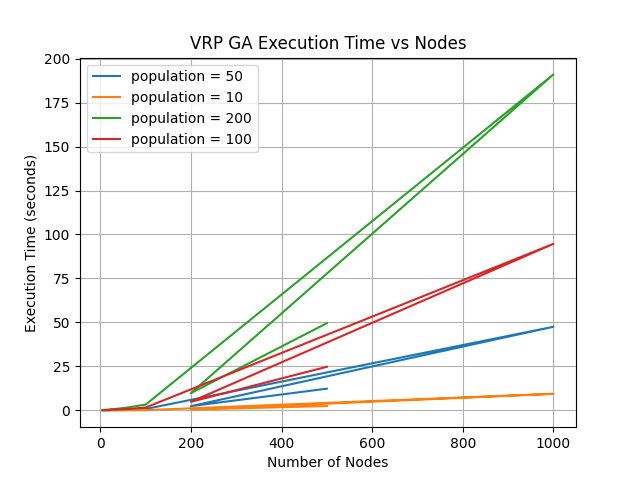 VRP GA Execution Time vs Nodes
population = 50
population = 10
population = 200
population = 100
Execution Time (seconds)
200
175
150
125
100
75
50
25
0
0 200 400 600 800 1000
Number of Nodes